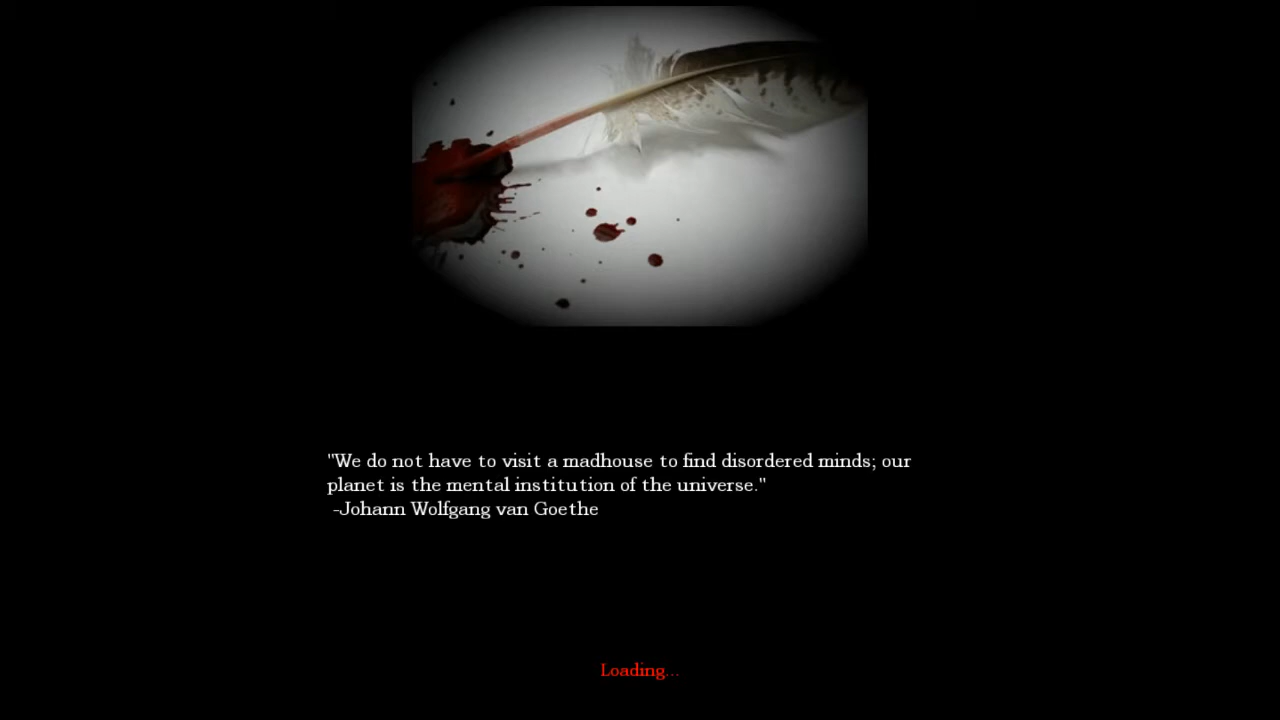 "We do not have to visit a madhouse to find disordered minds; our
planet is the mental institution of the universe."
-Johann Wolfgang van Goethe
Loading...